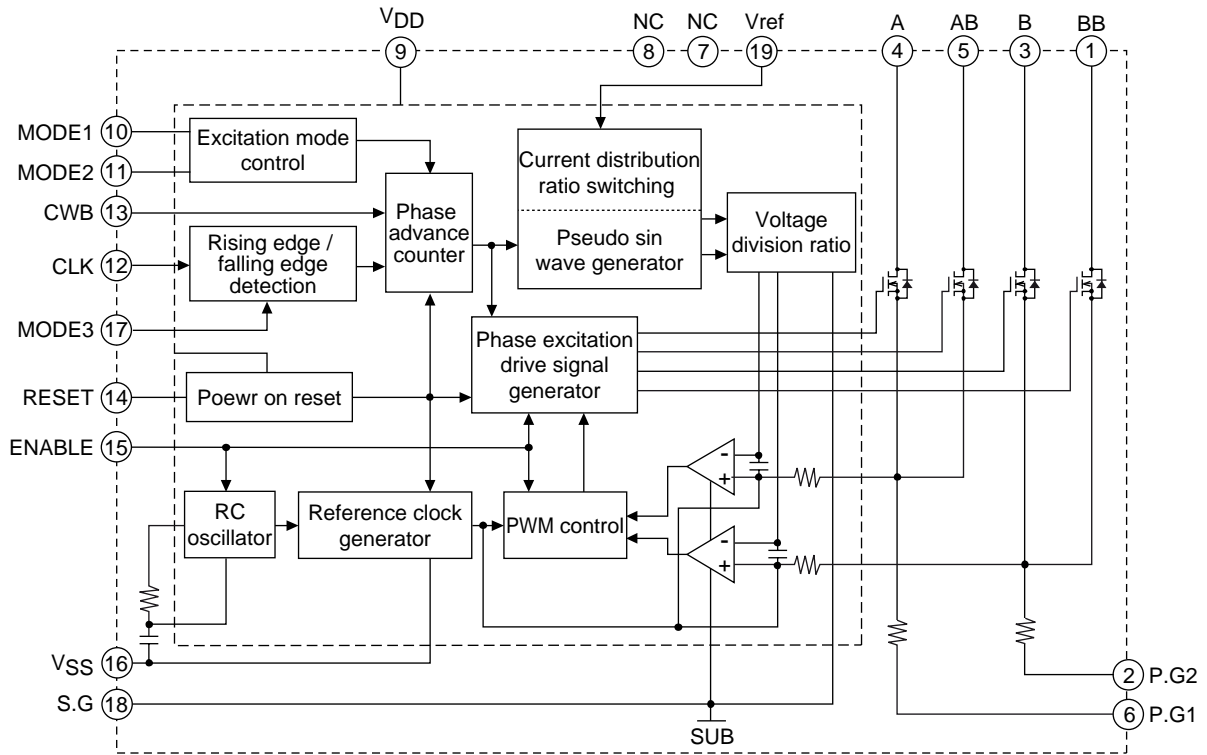 VDD
NC
NC
Vref
A
AB
B
BB
9
8
7
19
4
5
3
1
MODE1 10
MODE2 11
CWB 13
CLK 12
MODE3 17
RESET 14
ENABLE 15
VSS 16
S.G 18
Excitation mode
control
Phase
advance
counter
Rising edge /
falling edge
detection
Current distribution
ratio switching
Pseudo sin
wave generator
Voltage
division ratio
Phase excitation
drive signal
generator
Poewr on reset
RC
oscillator
Reference clock
generator
PWM control
-
+
-
+
SUB
2 P.G2
6 P.G1